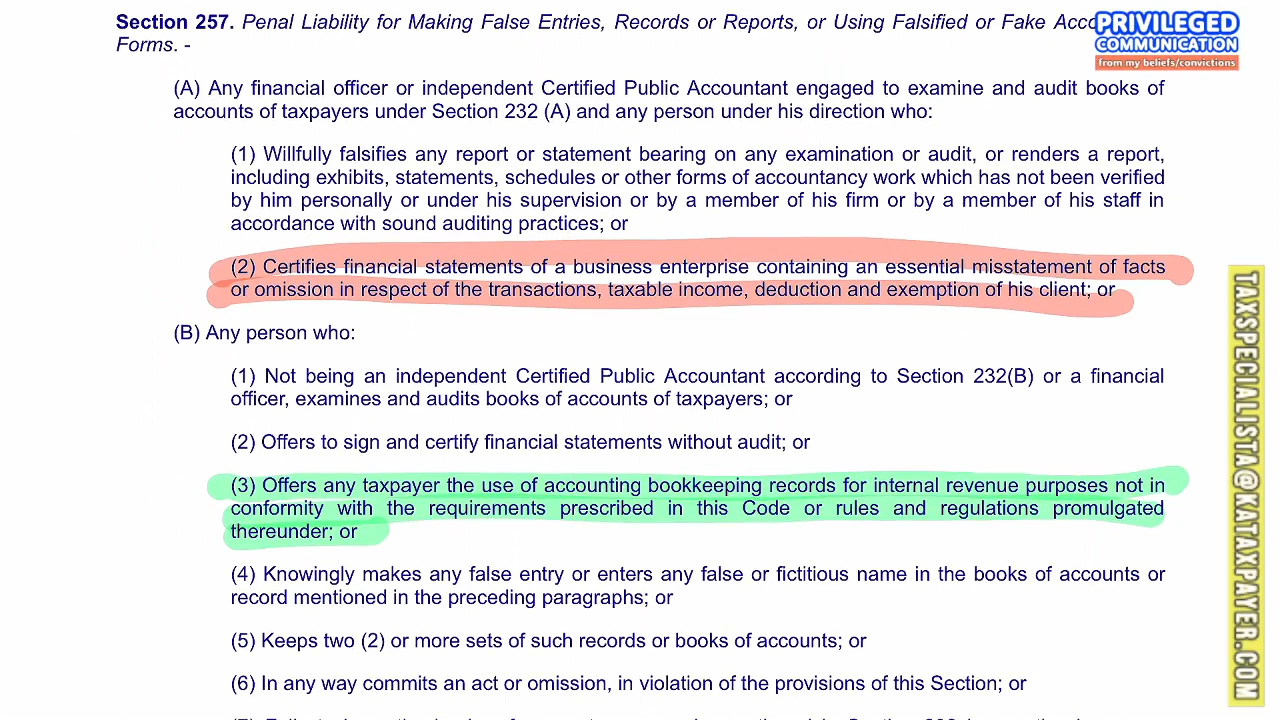 Section 257. Penal Liability for Making False Entries, Records or Reports, or Using Falsified or Fake
Forms. -
PRIVILEGED
COMMUNICATION
from my beliefs/convictions
(A) Any financial officer or independent Certified Public Accountant engaged to examine and audit books of
accounts of taxpayers under Section 232 (A) and any person under his direction who:
(1) Willfully falsifies any report or statement bearing on any examination or audit, or renders a report,
including exhibits, statements, schedules or other forms of accountancy work which has not been verified
by him personally or under his supervision or by a member of his firm or by a member of his staff in
accordance with sound auditing practices; or
(2) Certifies financial statements of a business enterprise containing an essential misstatement of facts
or omission in respect of the transactions, taxable income, deduction and exemption of his client; or
(B) Any person who:
(1) Not being an independent Certified Public Accountant according to Section 232(B) or a financial
officer, examines and audits books of accounts of taxpayers; or
(2) Offers to sign and certify financial statements without audit; or
(3) Offers any taxpayer the use of accounting bookkeeping records for internal revenue purposes not in
conformity with the requirements prescribed in this Code or rules and regulations promulgated
thereunder; or
(4) Knowingly makes any false entry or enters any false or fictitious name in the books of accounts or
record mentioned in the preceding paragraphs; or
(5) Keeps two (2) or more sets of such records or books of accounts; or
(6) In any way commits an act or omission, in violation of the provisions of this Section; or
TAXSPECIALISTA@KATAXPAYER.COM